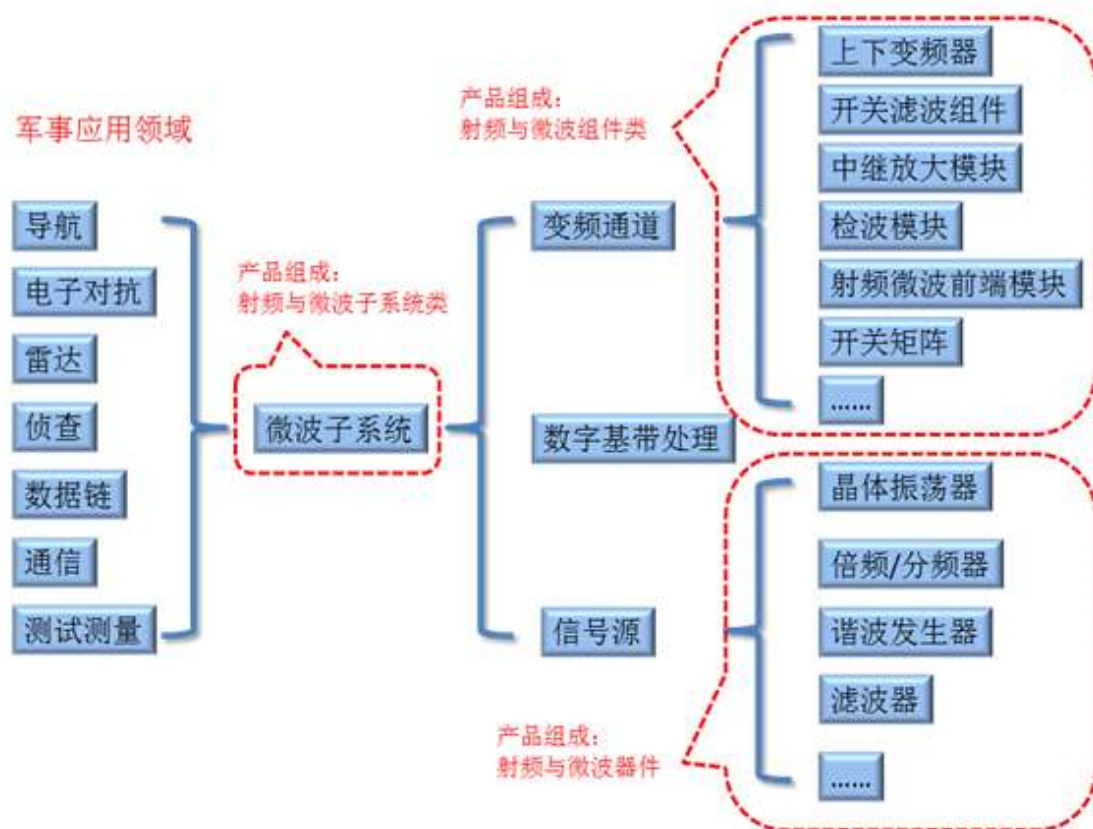 军事应用领域
导航
电子对抗
雷达
侦查
数据链
通信
测试测量
产品组成：
射频与微波子系统类
微波子系统
产品组成：
射频与微波组件类
变频通道
数字基带处理
信号源
上下变频器
开关滤波组件
中继放大模块
检波模块
射频微波前端模块
开关矩阵
......
晶体振荡器
倍频/分频器
谐波发生器
滤波器
......
产品组成：
射频与微波器件